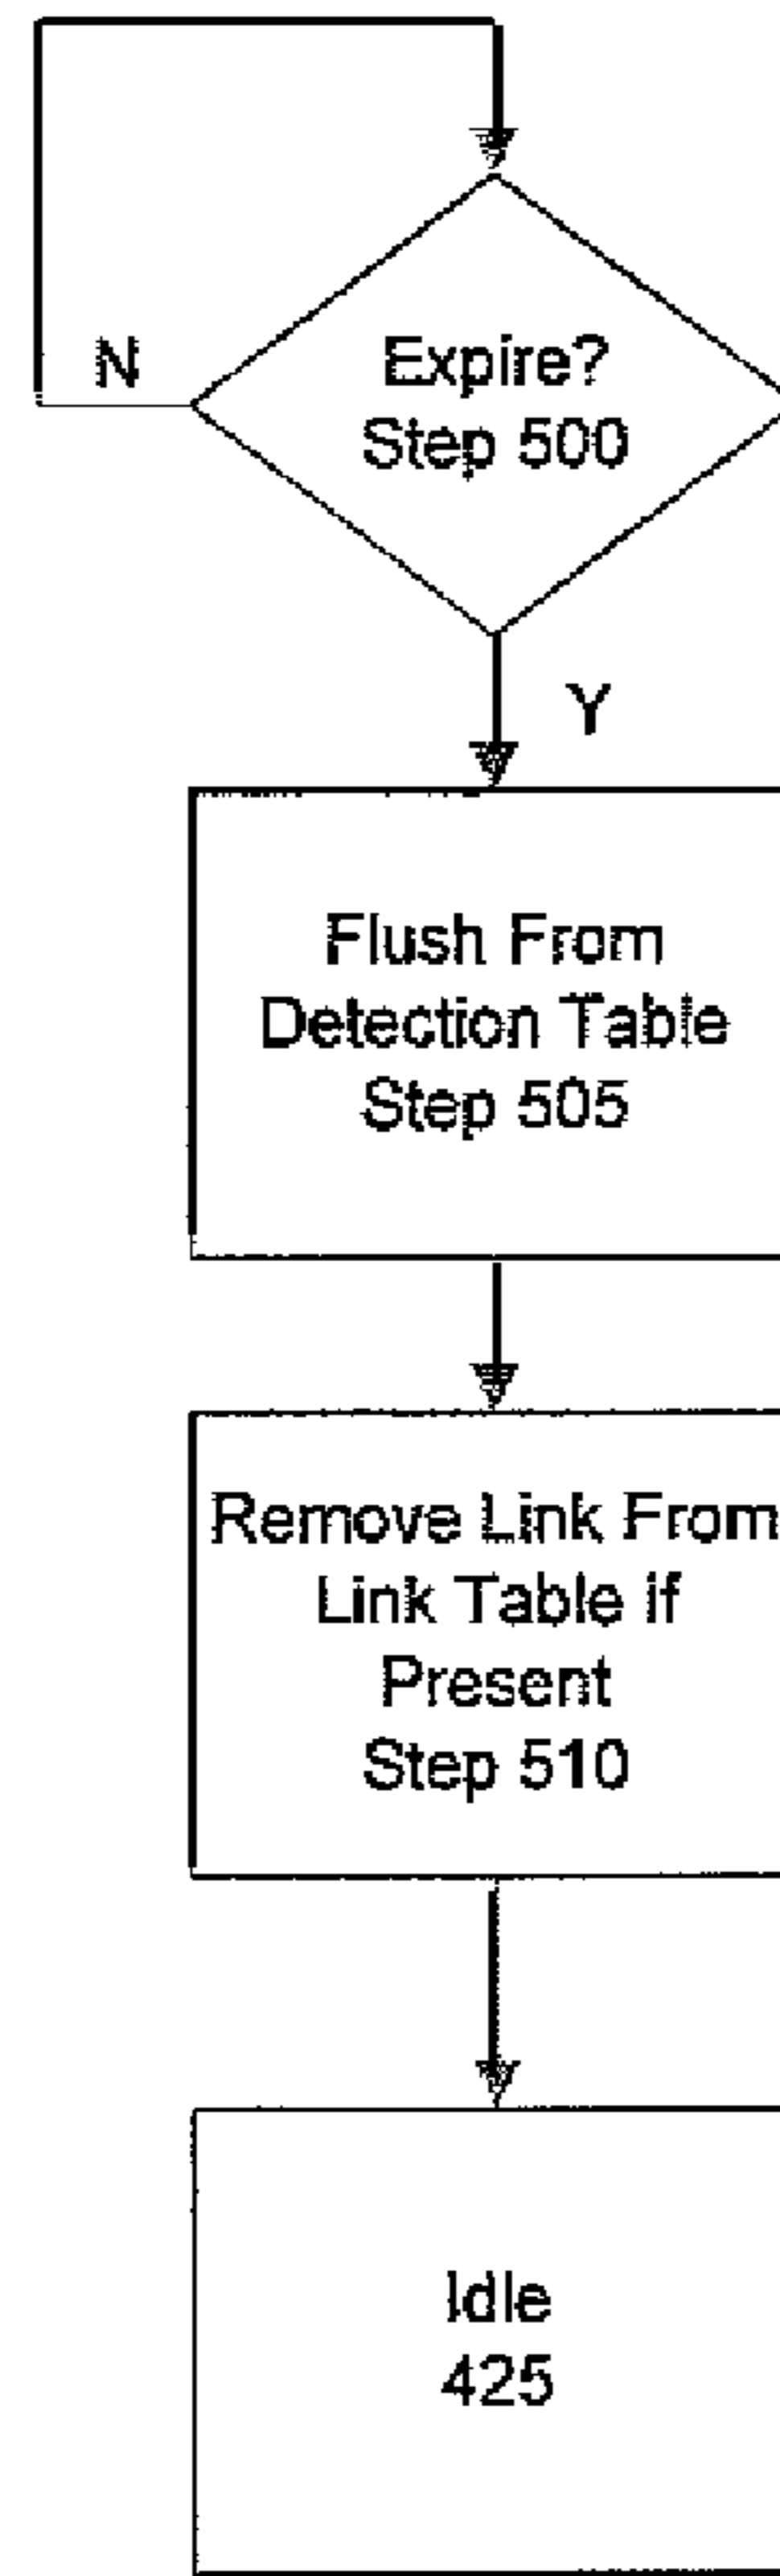 Expire?
Step 500
N
Y
Flush From
Detection Table
Step 505
Remove Link From
Link Table if
Present
Step 510
Idle
425